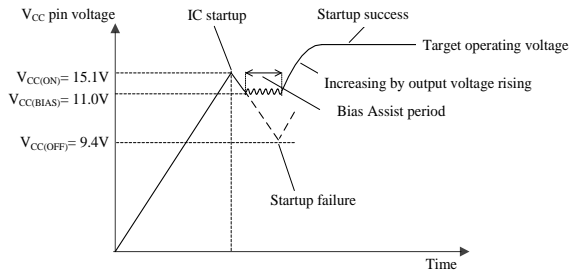 VCC pin voltage
IC startup
Startup success
Target operating voltage
VCC(ON)= 15.1V
Increasing by output voltage rising
VCC(BIAS)= 11.0V
Bias Assist period
VCC(OFF)= 9.4V
Startup failure
Time